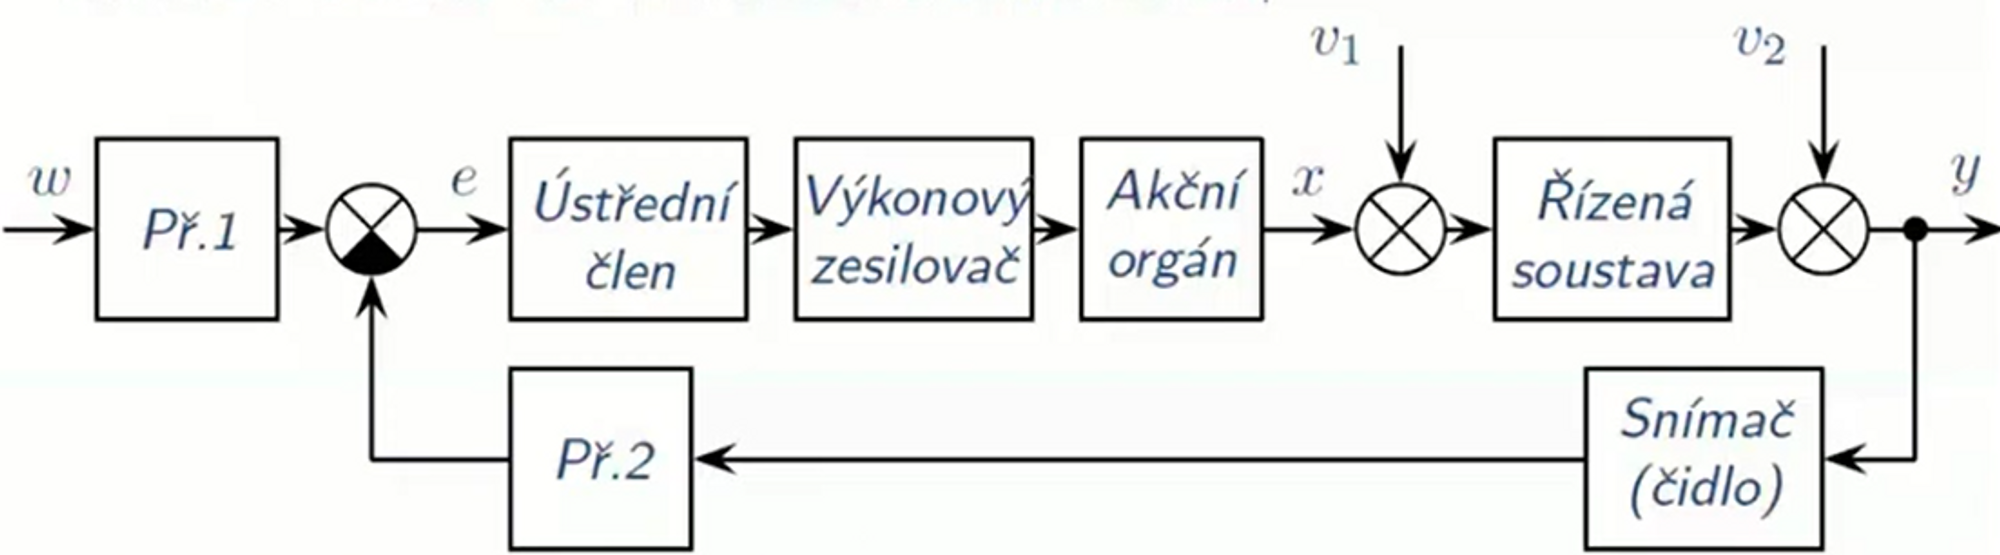 v₁
v₂
w
Př.1
e
Ústřední
člen
Výkonový
zesilovač
Akční
orgán
x
Řízená
soustava
y
Př.2
Snímač
(čidlo)